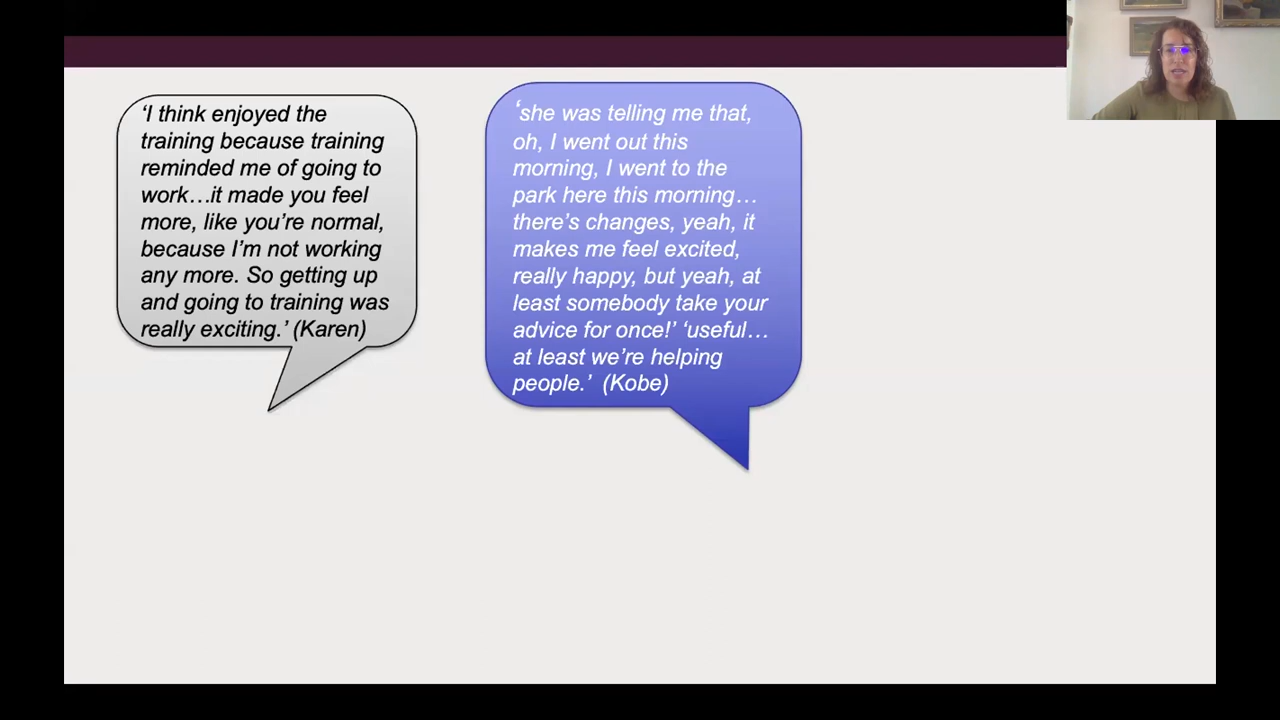 ‘I think enjoyed the
training because training
reminded me of going to
work…it made you feel
more, like you’re normal,
because I’m not working
any more. So getting up
and going to training was
really exciting.’ (Karen)
‘she was telling me that,
oh, I went out this
morning, I went to the
park here this morning…
there’s changes, yeah, it
makes me feel excited,
really happy, but yeah, at
least somebody take your
advice for once!’ ‘useful…
at least we’re helping
people.’ (Kobe)